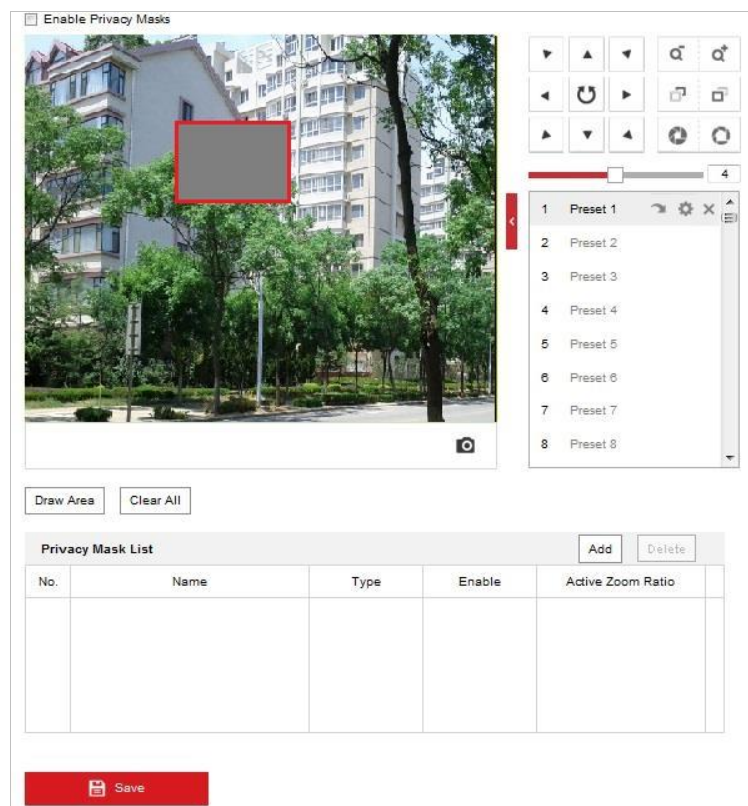 Enable Privacy Masks
4
1 Preset 1
2 Preset 2
3 Preset 3
4 Preset 4
5 Preset 5
6 Preset 6
7 Preset 7
8 Preset 8
Draw Area Clear All
Privacy Mask List Add Delete
No. Name Type Enable Active Zoom Ratio
Save